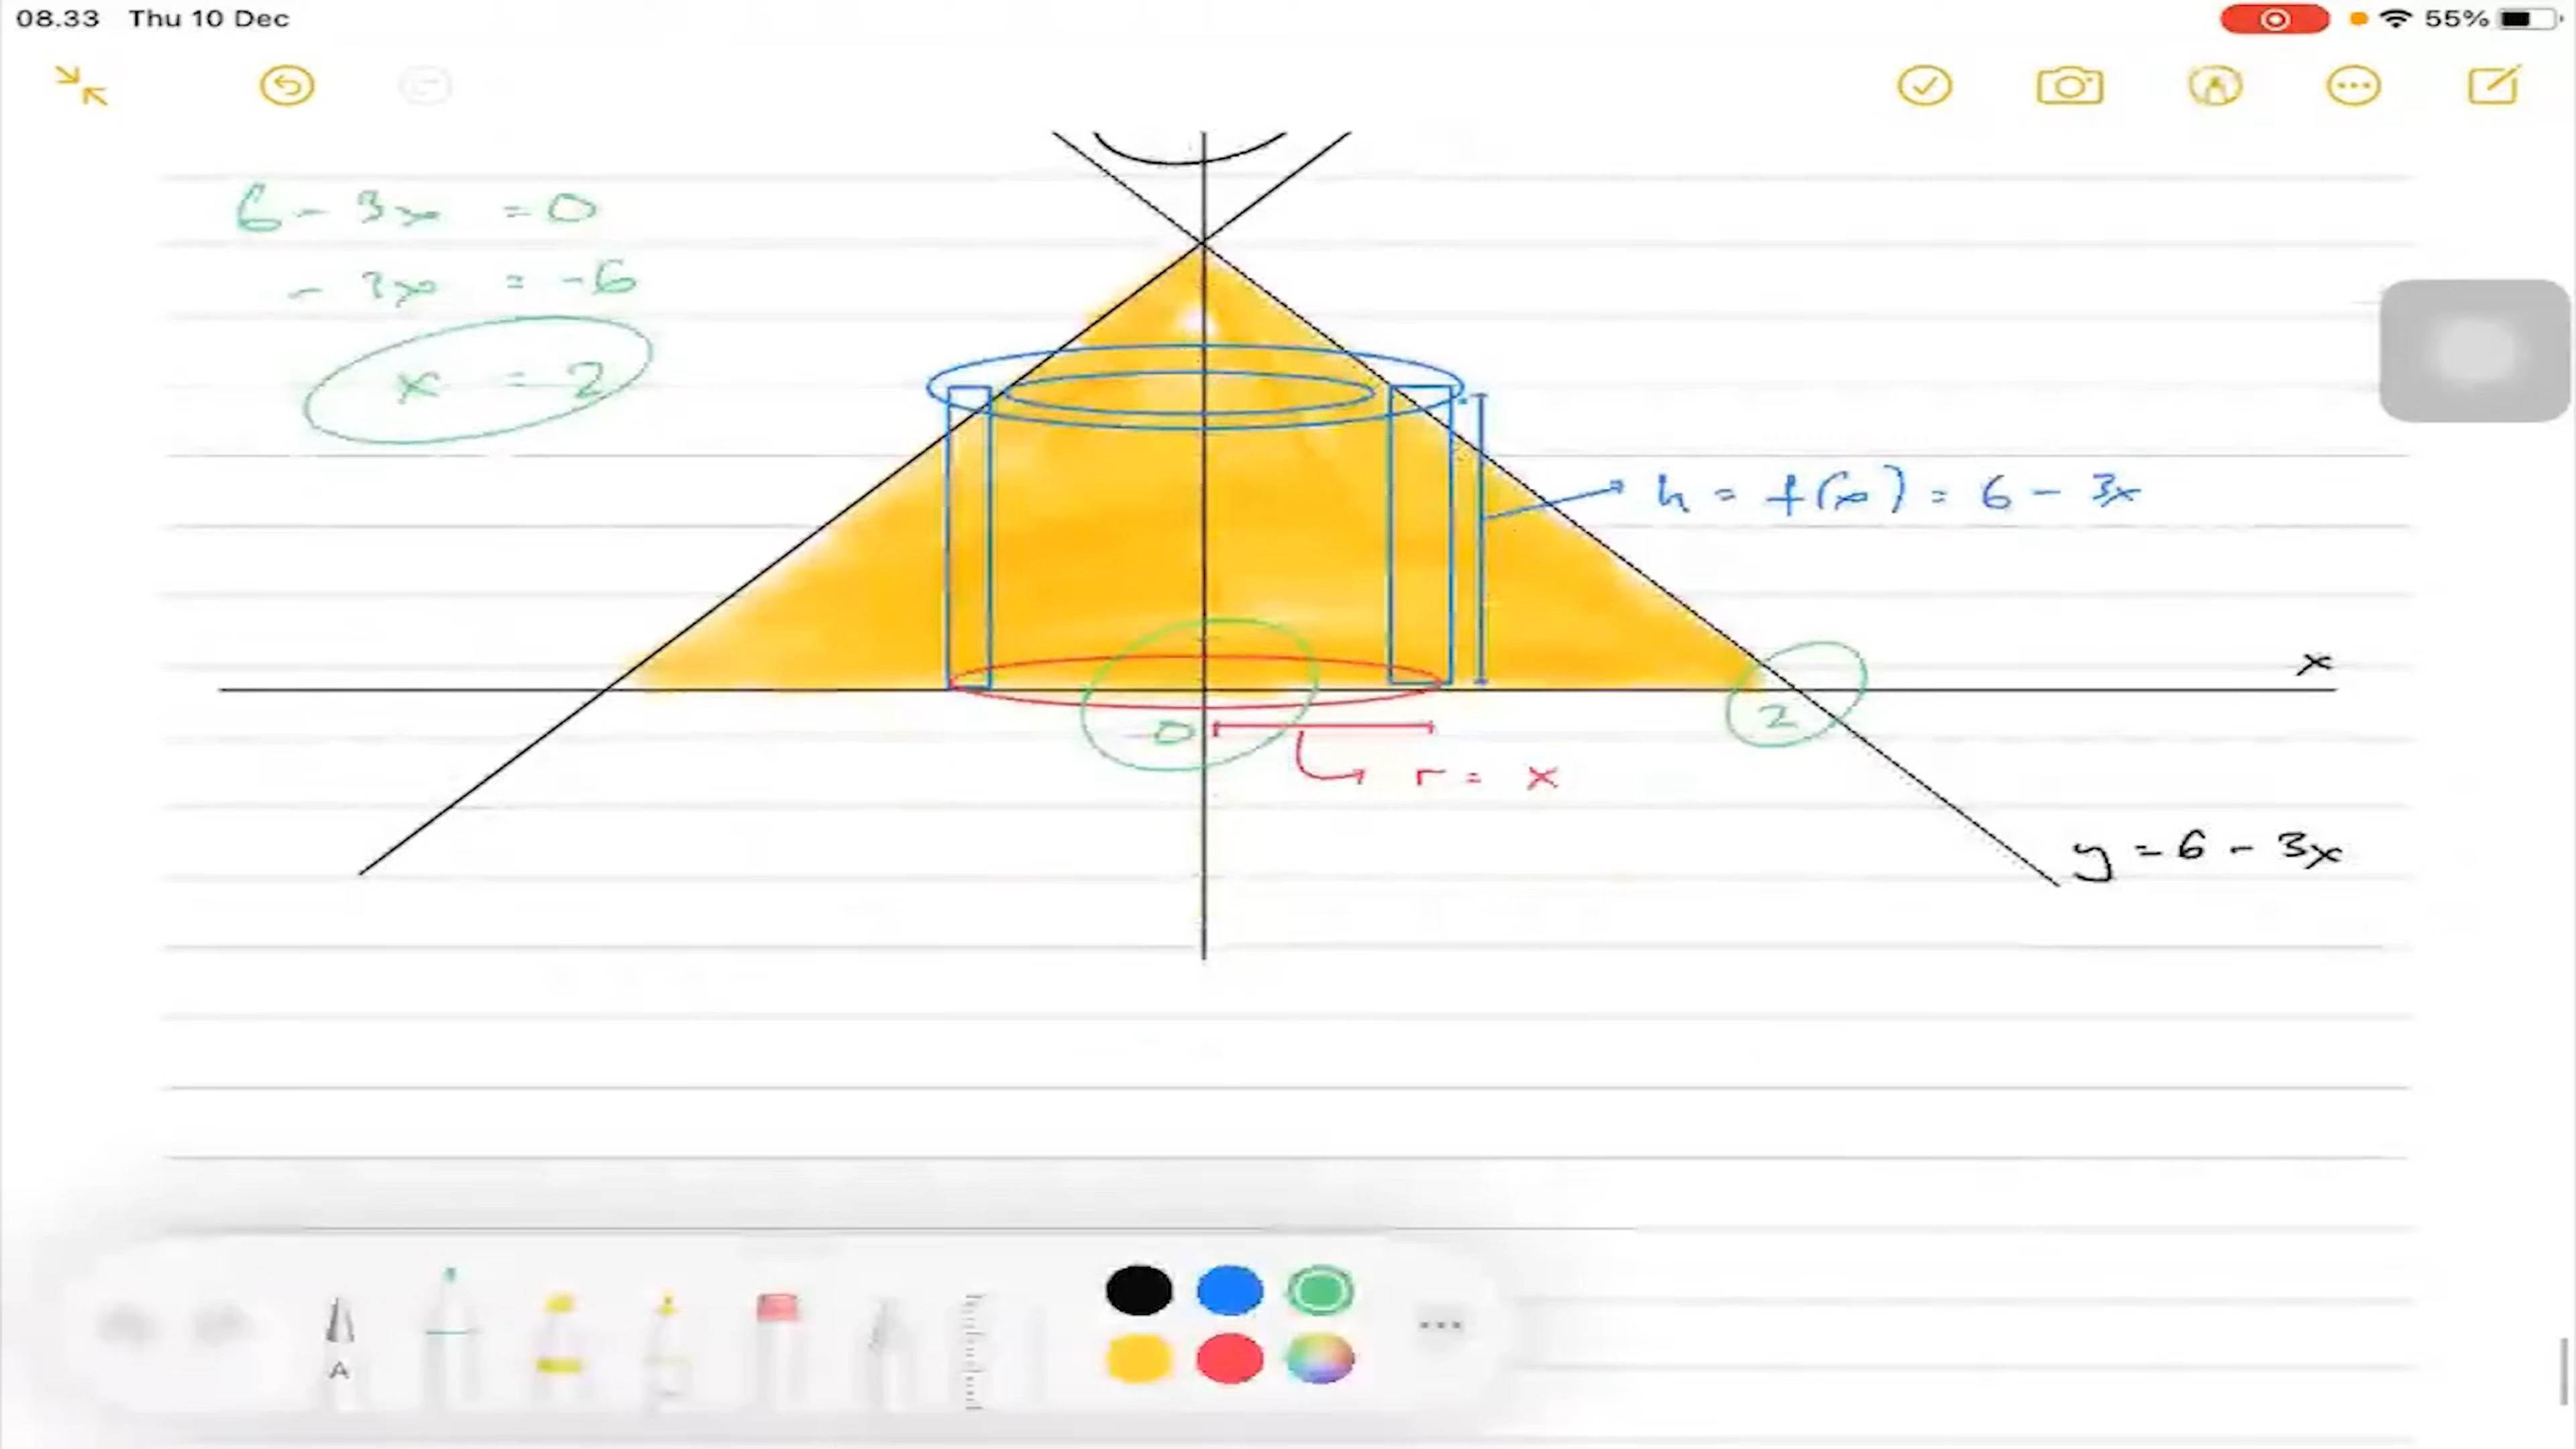 08.33 Thu 10 Dec
55%
6 - 3x = 0
- 3x = -6
x = 2
h = f(x) = 6 - 3x
x
0
2
r = x
y = 6 - 3x
A